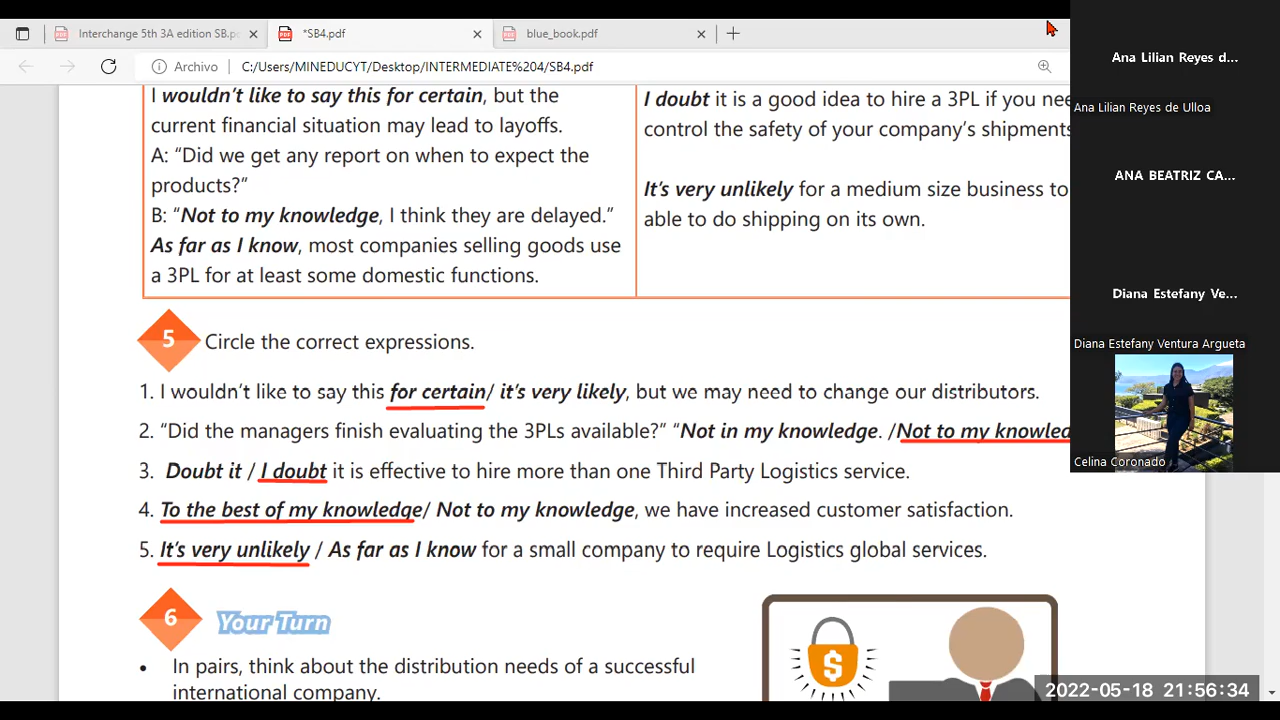 Interchange 5th 3A edition SB.p
*SB4.pdf
blue_book.pdf
Archivo
C:/Users/MINEDUCYT/Desktop/INTERMEDIATE%204/SB4.pdf
I wouldn't like to say this for certain, but the
current financial situation may lead to layoffs.
A: "Did we get any report on when to expect the
products?"
B: "Not to my knowledge, I think they are delayed."
As far as I know, most companies selling goods use
a 3PL for at least some domestic functions.
I doubt it is a good idea to hire a 3PL if you nee
control the safety of your company's shipments
It's very unlikely for a medium size business to
able to do shipping on its own.
5 Circle the correct expressions.
1. I wouldn't like to say this for certain/ it's very likely, but we may need to change our distributors.
2. "Did the managers finish evaluating the 3PLs available?" "Not in my knowledge. /Not to my knowled
3. Doubt it / I doubt it is effective to hire more than one Third Party Logistics service.
4. To the best of my knowledge/ Not to my knowledge, we have increased customer satisfaction.
5. It's very unlikely / As far as I know for a small company to require Logistics global services.
6 Your Turn
• In pairs, think about the distribution needs of a successful
international company.
$
Ana Lilian Reyes d...
Ana Lilian Reyes de Ulloa
ANA BEATRIZ CA...
Diana Estefany Ve...
Diana Estefany Ventura Argueta
Celina Coronado
2022-05-18 21:56:34